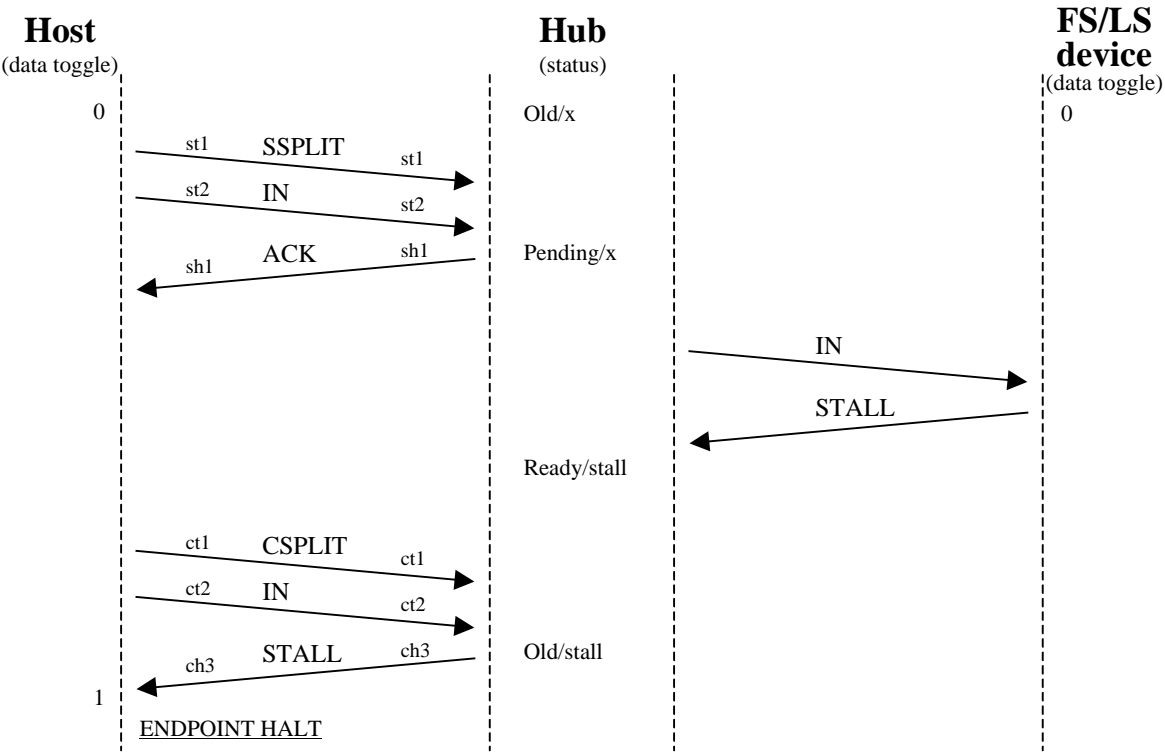 Host
(data toggle)
Hub
(status)
FS/LS
device
(data toggle)
0
Old/x
0
st1 SSPLIT st1
st2 IN st2
sh1 ACK sh1
Pending/x
IN
STALL
Ready/stall
ct1 CSPLIT ct1
ct2 IN ct2
ch3 STALL ch3
Old/stall
1
ENDPOINT HALT